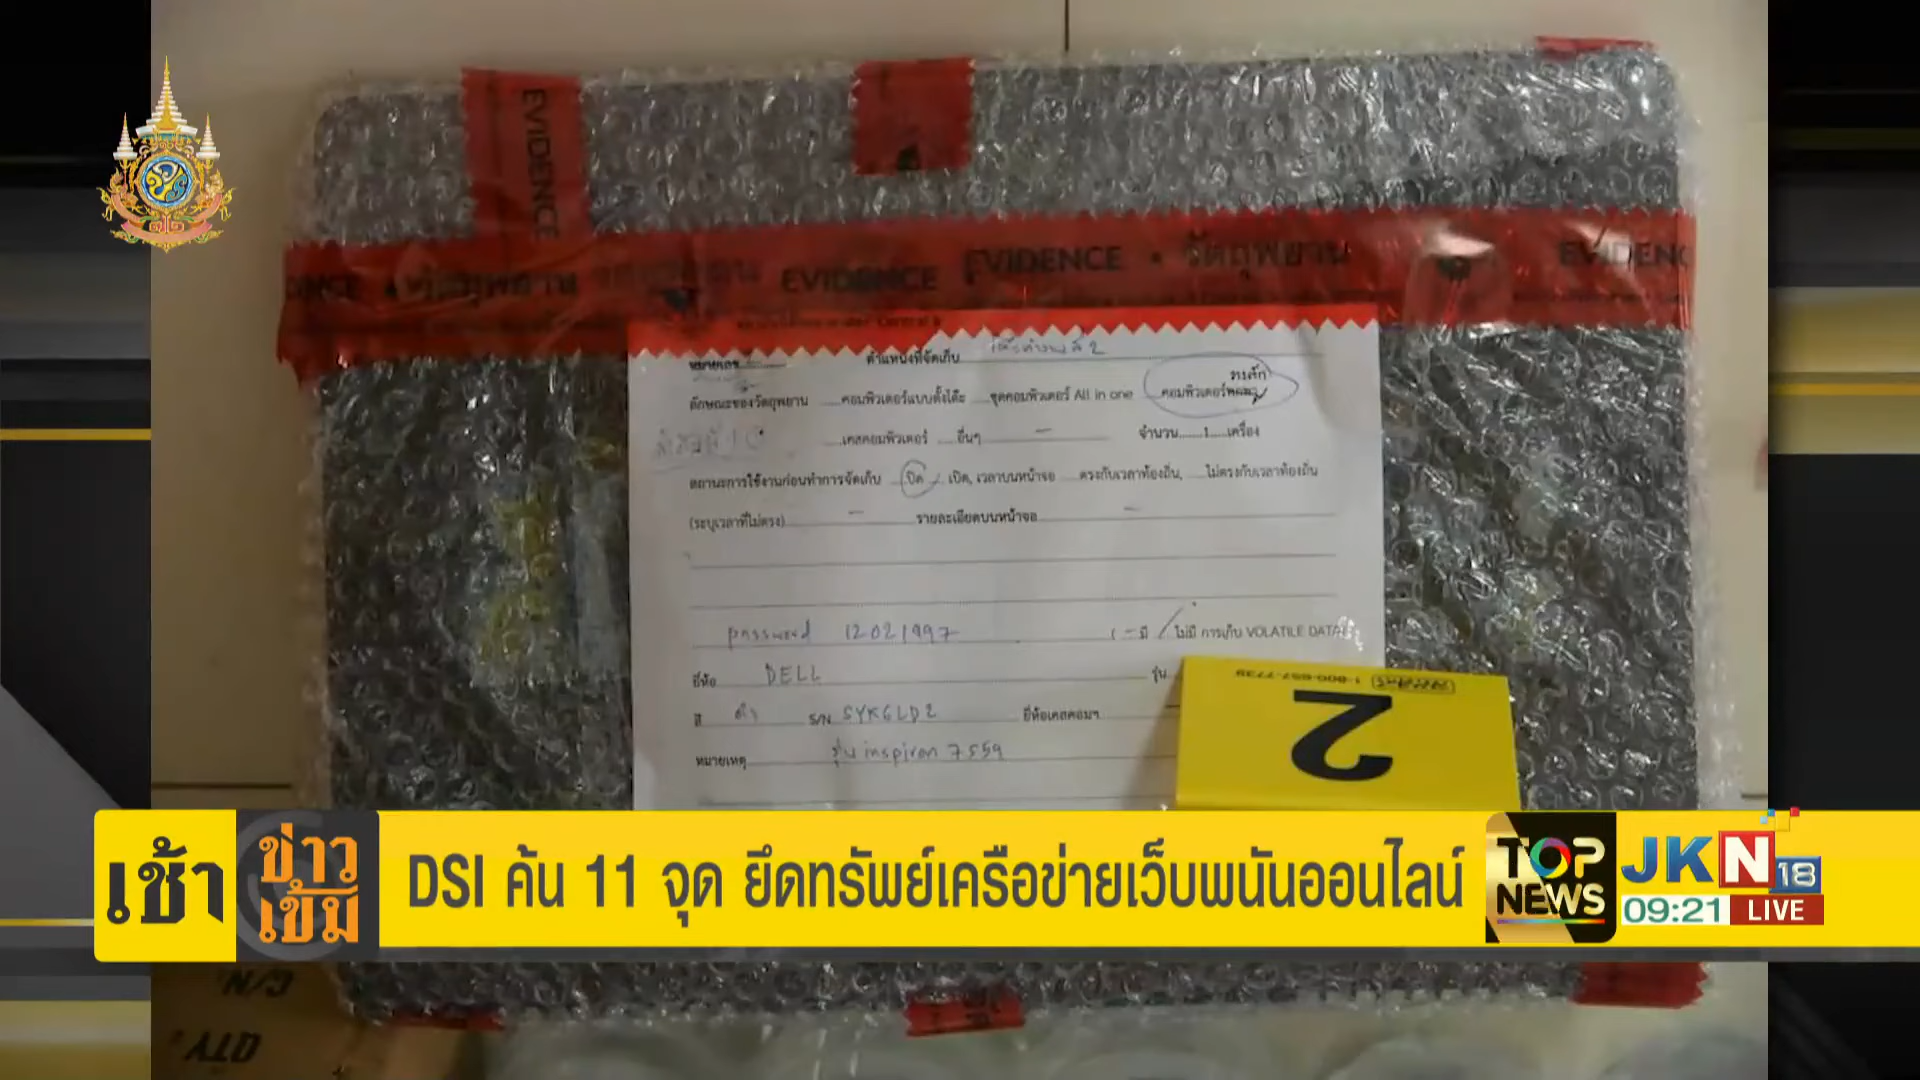 EVIDENCE
EVIDENCE EVIDENCE • วัตถุพยาน EVIDENC
หมายเลข ตำแหน่งที่จัดเก็บ
ลักษณะของวัตถุพยาน คอมพิวเตอร์แบบตั้งโต๊ะ ชุดคอมพิวเตอร์ All in one คอมพิวเตอร์
เคสคอมพิวเตอร์ อื่นๆ - จำนวน 1 เครื่อง
สถานะการใช้งานก่อนทำการจัดเก็บ ปิด เปิด, เวลาบนหน้าจอ ตรงกับเวลาท้องถิ่น, ไม่ตรงกับเวลาท้องถิ่น
(ระบุเวลาที่ไม่ตรง) - รายละเอียดบนหน้าจอ -
password 12021997 มี / ไม่มี การเก็บ VOLATILE DATA
ยี่ห้อ DELL รุ่น
สี ดำ S/N 5YK6LD2 ยี่ห้อเคสคอมฯ
หมายเหตุ รุ่น inspiron 7559
1-800-657-7739
2
เช้า
ข่าว
เข้ม
DSI ค้น 11 จุด ยึดทรัพย์เครือข่ายเว็บพนันออนไลน์
TOP
NEWS
JKN 18
09:21 LIVE
C/N
QTY